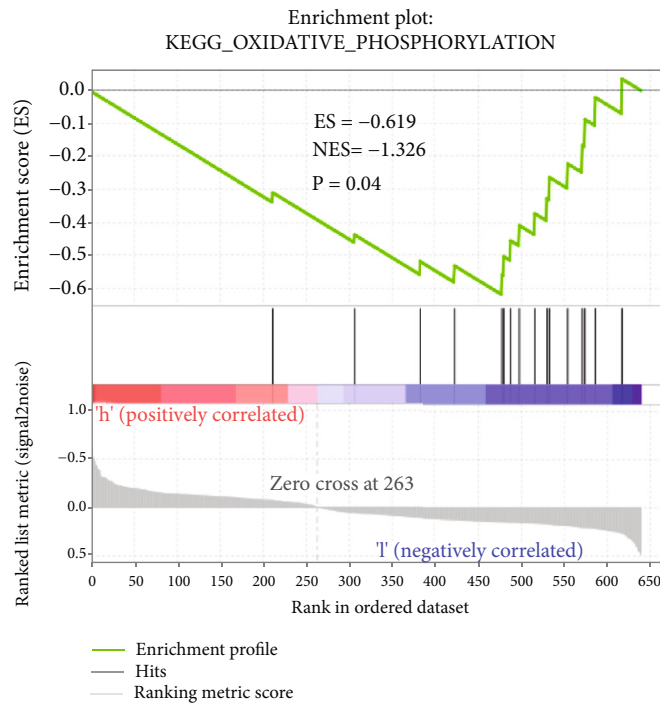 Enrichment plot:
KEGG_OXIDATIVE_PHOSPHORYLATION
Enrichment score (ES)
0.0
−0.1
−0.2
−0.3
−0.4
−0.5
−0.6
ES = −0.619
NES= −1.326
P = 0.04
Ranked list metric (signal2noise)
1.0
−0.5
0.0
0.5
'h' (positively correlated)
Zero cross at 263
'l' (negatively correlated)
0 50 100 150 200 250 300 350 400 450 500 550 600 650
Rank in ordered dataset
Enrichment profile
Hits
Ranking metric score